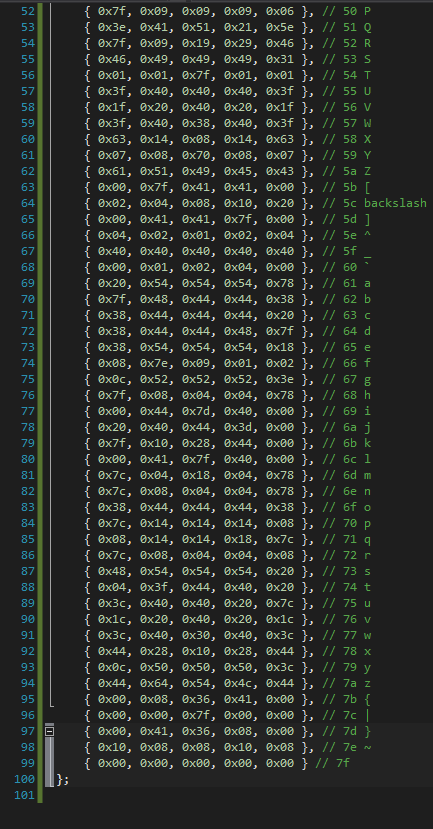 52 { 0x7f, 0x09, 0x09, 0x09, 0x06 }, // 50 P
53 { 0x3e, 0x41, 0x51, 0x21, 0x5e }, // 51 Q
54 { 0x7f, 0x09, 0x19, 0x29, 0x46 }, // 52 R
55 { 0x46, 0x49, 0x49, 0x49, 0x31 }, // 53 S
56 { 0x01, 0x01, 0x7f, 0x01, 0x01 }, // 54 T
57 { 0x3f, 0x40, 0x40, 0x40, 0x3f }, // 55 U
58 { 0x1f, 0x20, 0x40, 0x20, 0x1f }, // 56 V
59 { 0x3f, 0x40, 0x38, 0x40, 0x3f }, // 57 W
60 { 0x63, 0x14, 0x08, 0x14, 0x63 }, // 58 X
61 { 0x07, 0x08, 0x70, 0x08, 0x07 }, // 59 Y
62 { 0x61, 0x51, 0x49, 0x45, 0x43 }, // 5a Z
63 { 0x00, 0x7f, 0x41, 0x41, 0x00 }, // 5b [
64 { 0x02, 0x04, 0x08, 0x10, 0x20 }, // 5c backslash
65 { 0x00, 0x41, 0x41, 0x7f, 0x00 }, // 5d ]
66 { 0x04, 0x02, 0x01, 0x02, 0x04 }, // 5e ^
67 { 0x40, 0x40, 0x40, 0x40, 0x40 }, // 5f _
68 { 0x00, 0x01, 0x02, 0x04, 0x00 }, // 60 `
69 { 0x20, 0x54, 0x54, 0x54, 0x78 }, // 61 a
70 { 0x7f, 0x48, 0x44, 0x44, 0x38 }, // 62 b
71 { 0x38, 0x44, 0x44, 0x44, 0x20 }, // 63 c
72 { 0x38, 0x44, 0x44, 0x48, 0x7f }, // 64 d
73 { 0x38, 0x54, 0x54, 0x54, 0x18 }, // 65 e
74 { 0x08, 0x7e, 0x09, 0x01, 0x02 }, // 66 f
75 { 0x0c, 0x52, 0x52, 0x52, 0x3e }, // 67 g
76 { 0x7f, 0x08, 0x04, 0x04, 0x78 }, // 68 h
77 { 0x00, 0x44, 0x7d, 0x40, 0x00 }, // 69 i
78 { 0x20, 0x40, 0x44, 0x3d, 0x00 }, // 6a j
79 { 0x7f, 0x10, 0x28, 0x44, 0x00 }, // 6b k
80 { 0x00, 0x41, 0x7f, 0x40, 0x00 }, // 6c l
81 { 0x7c, 0x04, 0x18, 0x04, 0x78 }, // 6d m
82 { 0x7c, 0x08, 0x04, 0x04, 0x78 }, // 6e n
83 { 0x38, 0x44, 0x44, 0x44, 0x38 }, // 6f o
84 { 0x7c, 0x14, 0x14, 0x14, 0x08 }, // 70 p
85 { 0x08, 0x14, 0x14, 0x18, 0x7c }, // 71 q
86 { 0x7c, 0x08, 0x04, 0x04, 0x08 }, // 72 r
87 { 0x48, 0x54, 0x54, 0x54, 0x20 }, // 73 s
88 { 0x04, 0x3f, 0x44, 0x40, 0x20 }, // 74 t
89 { 0x3c, 0x40, 0x40, 0x20, 0x7c }, // 75 u
90 { 0x1c, 0x20, 0x40, 0x20, 0x1c }, // 76 v
91 { 0x3c, 0x40, 0x30, 0x40, 0x3c }, // 77 w
92 { 0x44, 0x28, 0x10, 0x28, 0x44 }, // 78 x
93 { 0x0c, 0x50, 0x50, 0x50, 0x3c }, // 79 y
94 { 0x44, 0x64, 0x54, 0x4c, 0x44 }, // 7a z
95 { 0x00, 0x08, 0x36, 0x41, 0x00 }, // 7b {
96 { 0x00, 0x00, 0x7f, 0x00, 0x00 }, // 7c |
97 { 0x00, 0x41, 0x36, 0x08, 0x00 }, // 7d }
98 { 0x10, 0x08, 0x08, 0x10, 0x08 }, // 7e ~
99 { 0x00, 0x00, 0x00, 0x00, 0x00 } // 7f
100 };
101